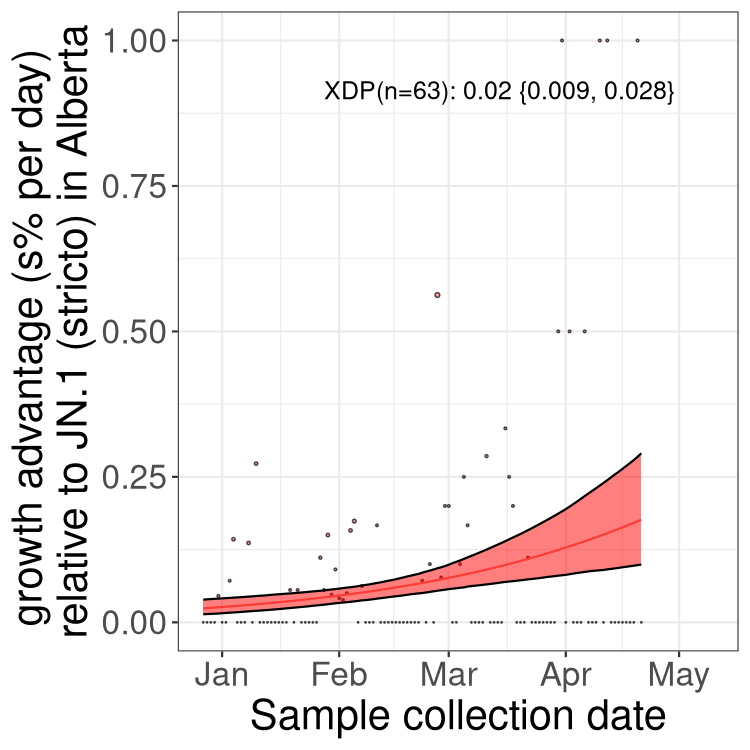 growth advantage (s% per day)
relative to JN.1 (stricto) in Alberta
1.00
0.75
0.50
0.25
0.00
XDP(n=63): 0.02 {0.009, 0.028}
Jan Feb Mar Apr May
Sample collection date